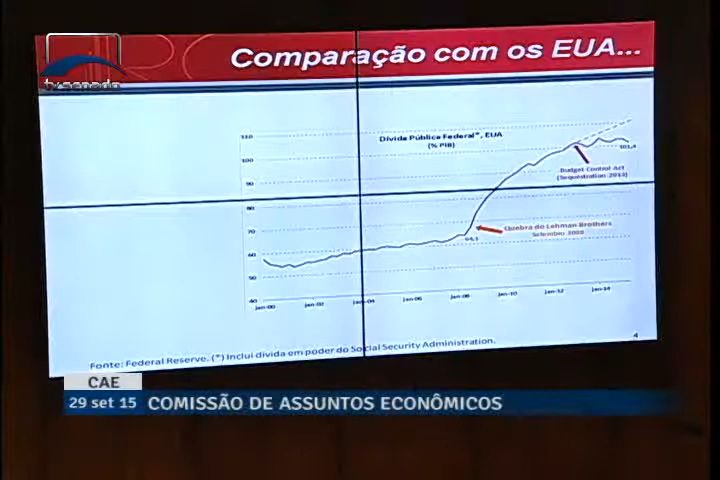 Comparação com os EUA...
tv senado
Dívida Pública Federal*, EUA
(% PIB)
110
100
90
80
70
60
50
40
101,4
Budget Control Act
(Sequestration 2013)
Quebra do Lehman Brothers
Setembro 2008
64,1
jan-00
jan-02
jan-04
jan-06
jan-08
jan-10
jan-12
jan-14
4
Fonte: Federal Reserve. (*) Inclui dívida em poder do Social Security Administration.
CAE
29 set 15 COMISSÃO DE ASSUNTOS ECONÔMICOS